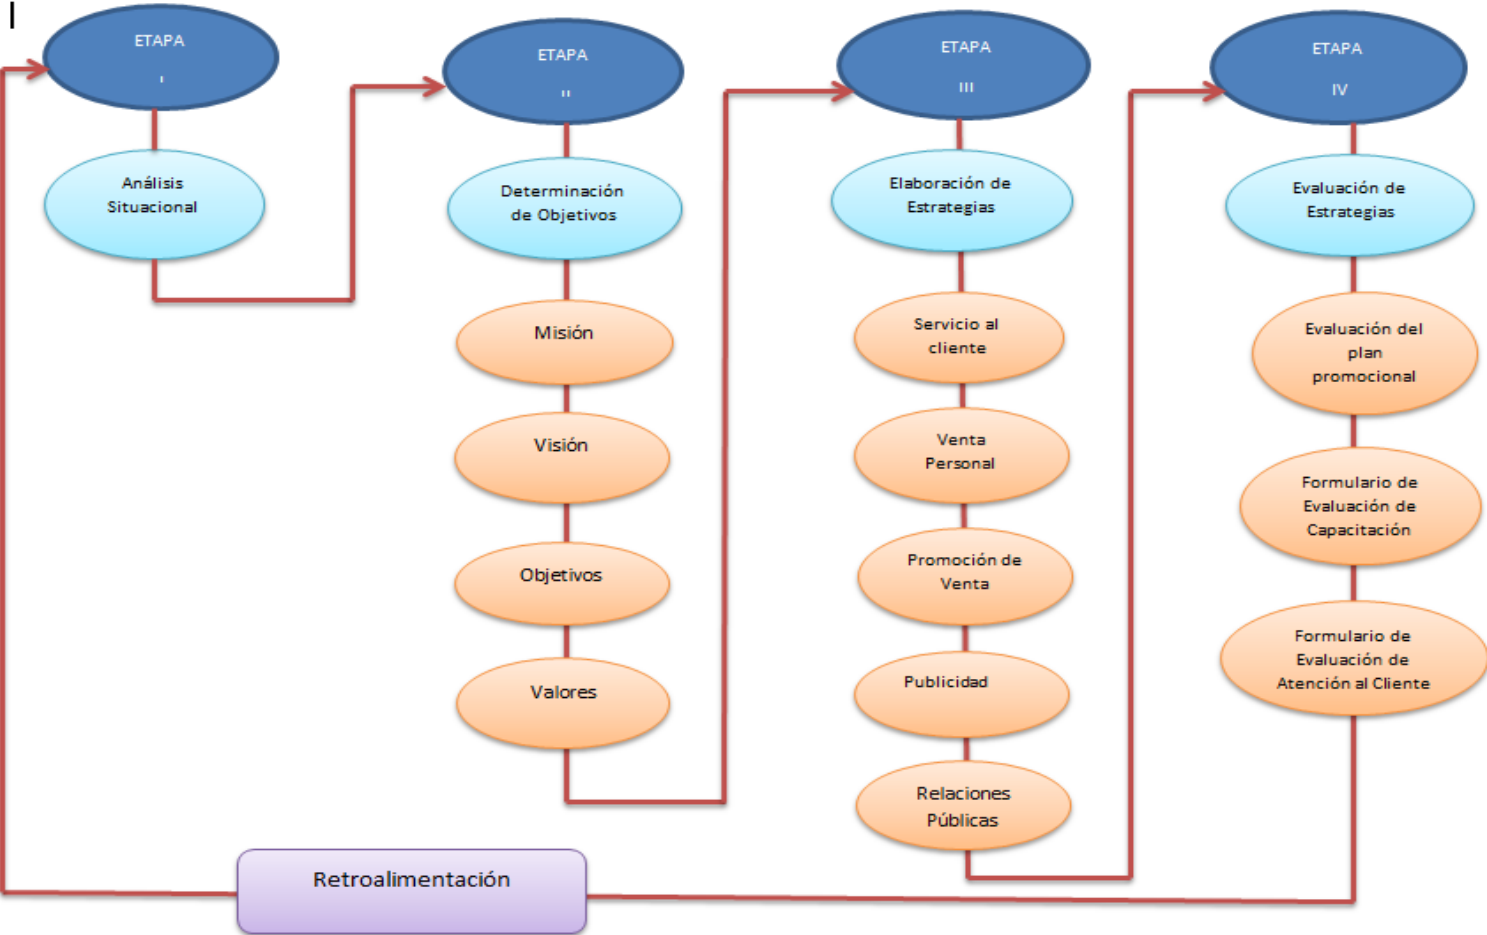 ETAPA
I
Análisis
Situacional
ETAPA
II
Determinación
de Objetivos
Misión
Visión
Objetivos
Valores
ETAPA
III
Elaboración de
Estrategias
Servicio al
cliente
Venta
Personal
Promoción de
Venta
Publicidad
Relaciones
Públicas
ETAPA
IV
Evaluación de
Estrategias
Evaluación del
plan
promocional
Formulario de
Evaluación de
Capacitación
Formulario de
Evaluación de
Atención al Cliente
Retroalimentación